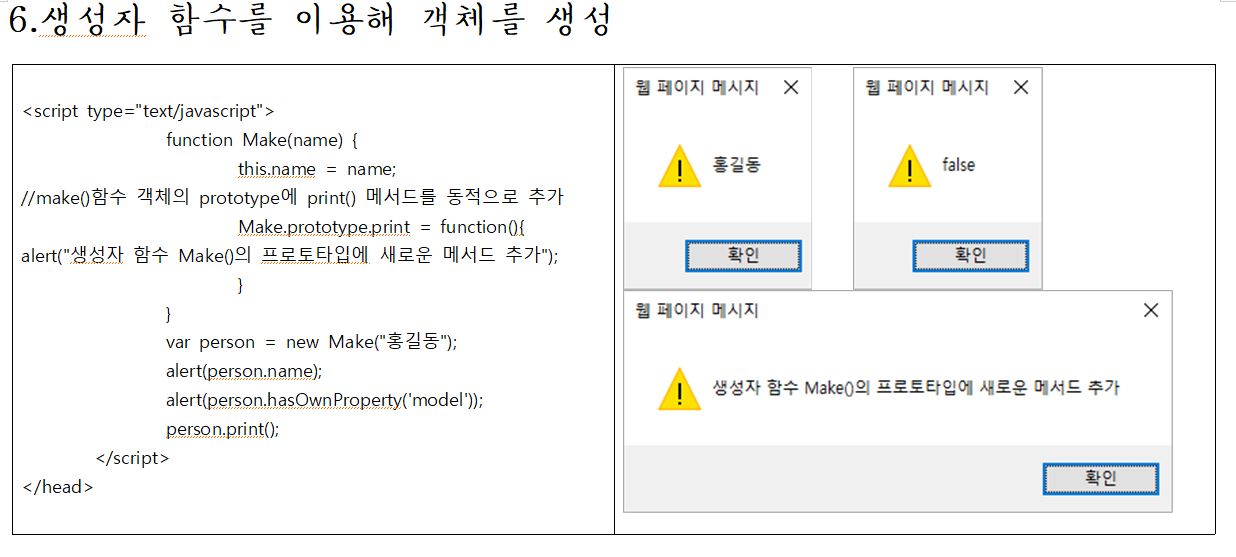 6.생성자 함수를 이용해 객체를 생성
<script type="text/javascript">
function Make(name) {
this.name = name;
//make()함수 객체의 prototype에 print() 메서드를 동적으로 추가
Make.prototype.print = function(){
alert("생성자 함수 Make()의 프로토타입에 새로운 메서드 추가");
}
}
var person = new Make("홍길동");
alert(person.name);
alert(person.hasOwnProperty('model'));
person.print();
</script>
</head>
웹 페이지 메시지
홍길동
확인
웹 페이지 메시지
false
확인
웹 페이지 메시지
생성자 함수 Make()의 프로토타입에 새로운 메서드 추가
확인